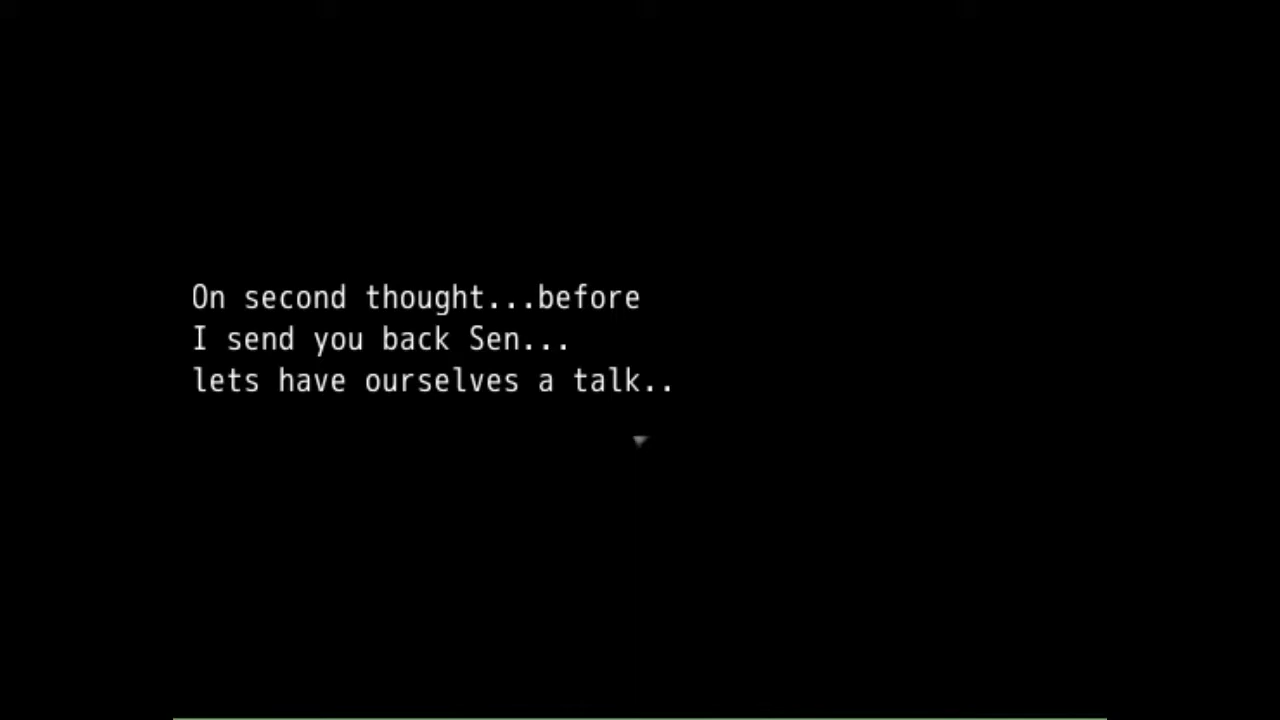 On second thought...before
I send you back Sen...
lets have ourselves a talk..